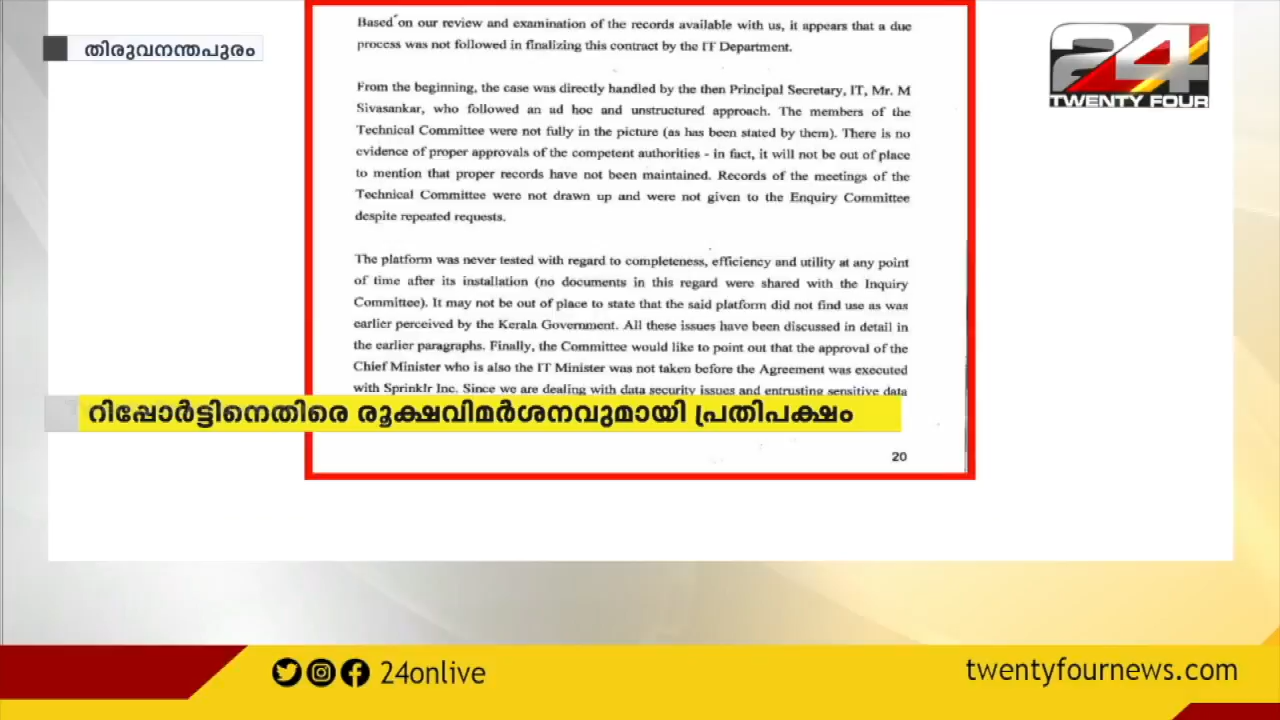 തിരുവനന്തപുരം
24
TWENTY FOUR
Based on our review and examination of the records available with us, it appears that a due
process was not followed in finalizing this contract by the IT Department.
From the beginning, the case was directly handled by the then Principal Secretary, IT, Mr. M
Sivasankar, who followed an ad hoc and unstructured approach. The members of the
Technical Committee were not fully in the picture (as has been stated by them). There is no
evidence of proper approvals of the competent authorities - in fact, it will not be out of place
to mention that proper records have not been maintained. Records of the meetings of the
Technical Committee were not drawn up and were not given to the Enquiry Committee
despite repeated requests.
The platform was never tested with regard to completeness, efficiency and utility at any point
of time after its installation (no documents in this regard were shared with the Inquiry
Committee). It may not be out of place to state that the said platform did not find use as was
earlier perceived by the Kerala Government. All these issues have been discussed in detail in
the earlier paragraphs. Finally, the Committee would like to point out that the approval of the
Chief Minister who is also the IT Minister was not taken before the Agreement was executed
with Sprinklr Inc. Since we are dealing with data security issues and entrusting sensitive data
റിപ്പോർട്ടിനെതിരെ രൂക്ഷവിമർശനവുമായി പ്രതിപക്ഷം
20
24onlive
twentyfournews.com